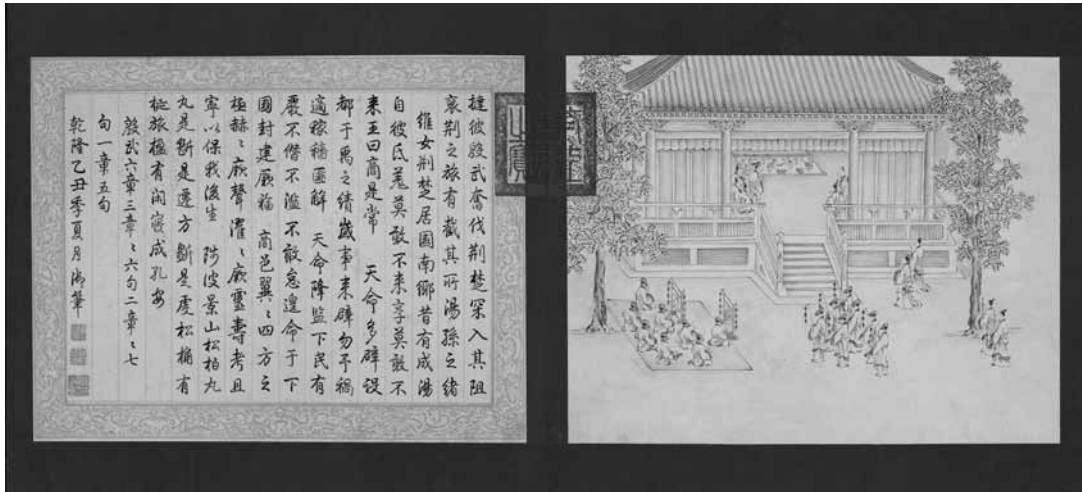 撻彼殷武奮伐荊楚罙入其阻
裒荊之旅有截其所湯孫之緒
維女荊楚居國南鄉昔有成湯
自彼氐羌莫敢不來享莫敢不
來王曰商是常 天命多辟設
都于禹之績歲事來辟勿予禍
適稼穡匪解 天命降監下民有
嚴不僭不濫不敢怠遑命于下
國封建厥福 商邑翼〻四方之
極赫〻厥聲濯〻厥靈壽考且
寧以保我後生 陟彼景山松柏丸
丸是斷是遷方斲是虔松桷有
梴旅楹有閑寢成孔安
殷武六章三章〻六句二章〻七
句一章五句
乾隆乙丑季夏月御筆